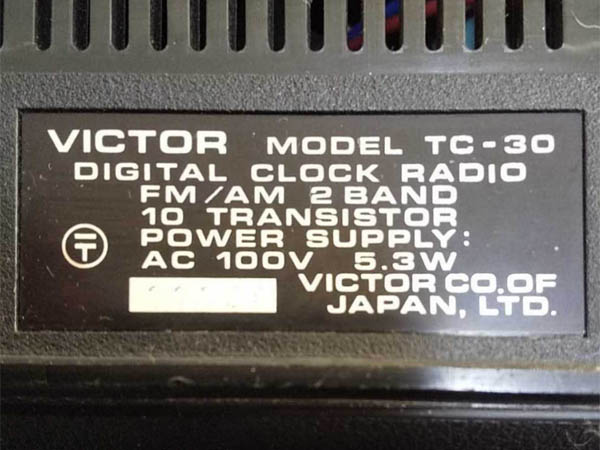 VICTOR MODEL TC-30
DIGITAL CLOCK RADIO
FM/AM 2 BAND
10 TRANSISTOR
POWER SUPPLY:
AC 100V 5.3W
VICTOR CO.OF
JAPAN, LTD.